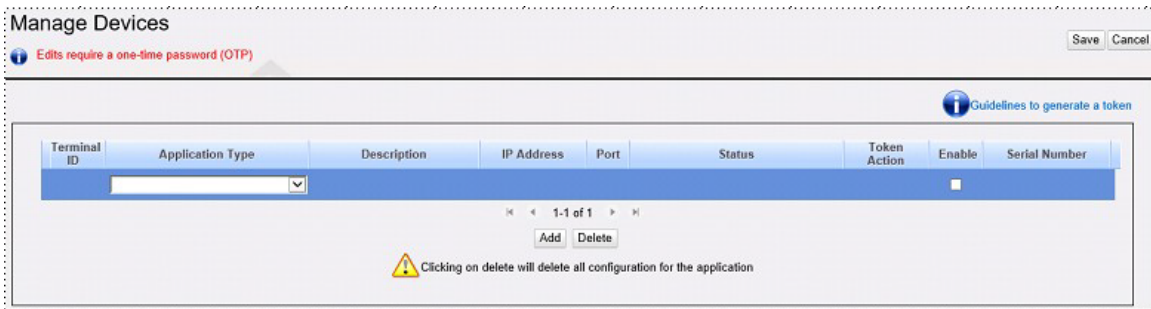 Manage Devices
Save Cancel
Edits require a one-time password (OTP)
Guidelines to generate a token
Terminal ID Application Type Description IP Address Port Status Token Action Enable Serial Number
1-1 of 1
Add Delete
Clicking on delete will delete all configuration for the application